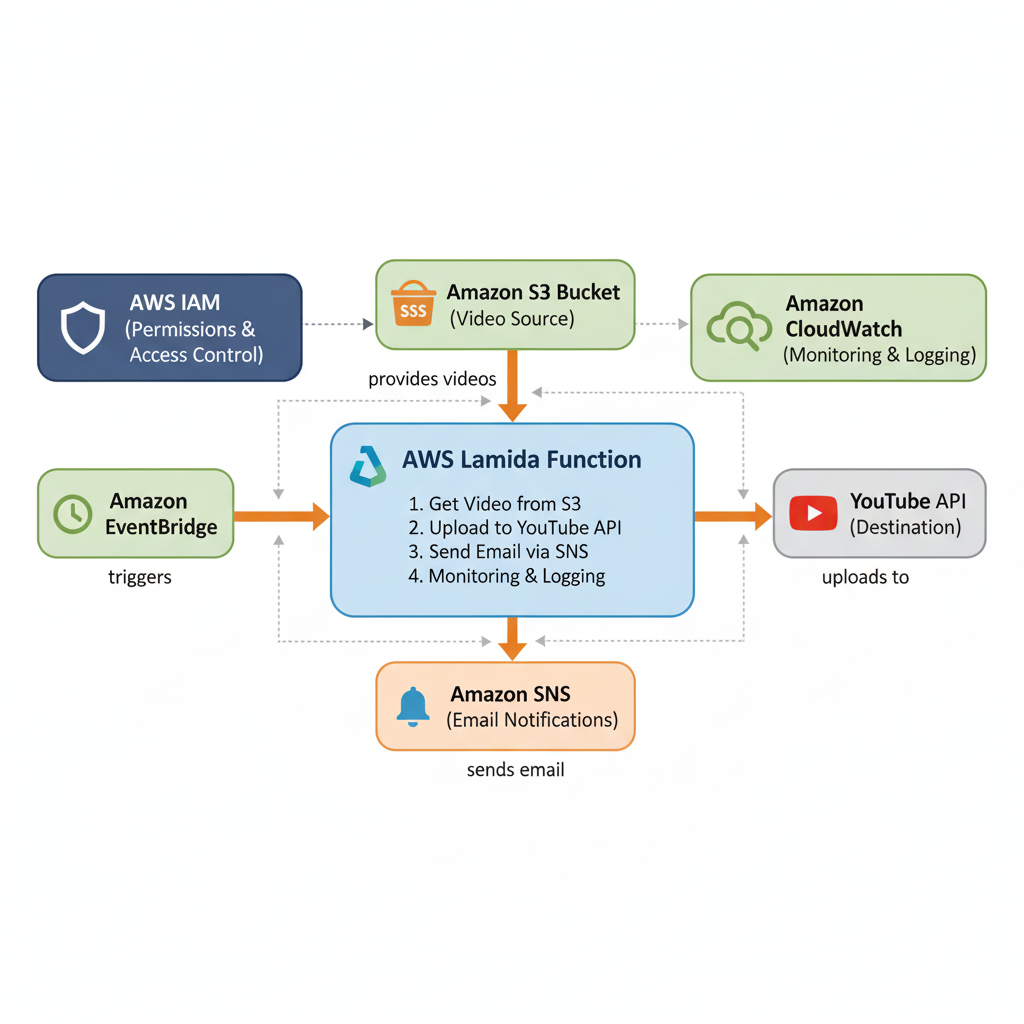 AWS IAM
(Permissions &
Access Control)
SSS
Amazon S3 Bucket
(Video Source)
Amazon
CloudWatch
(Monitoring & Logging)
provides videos
AWS Lamida Function
1. Get Video from S3
2. Upload to YouTube API
3. Send Email via SNS
4. Monitoring & Logging
Amazon
EventBridge
triggers
YouTube API
(Destination)
uploads to
Amazon SNS
(Email Notifications)
sends email